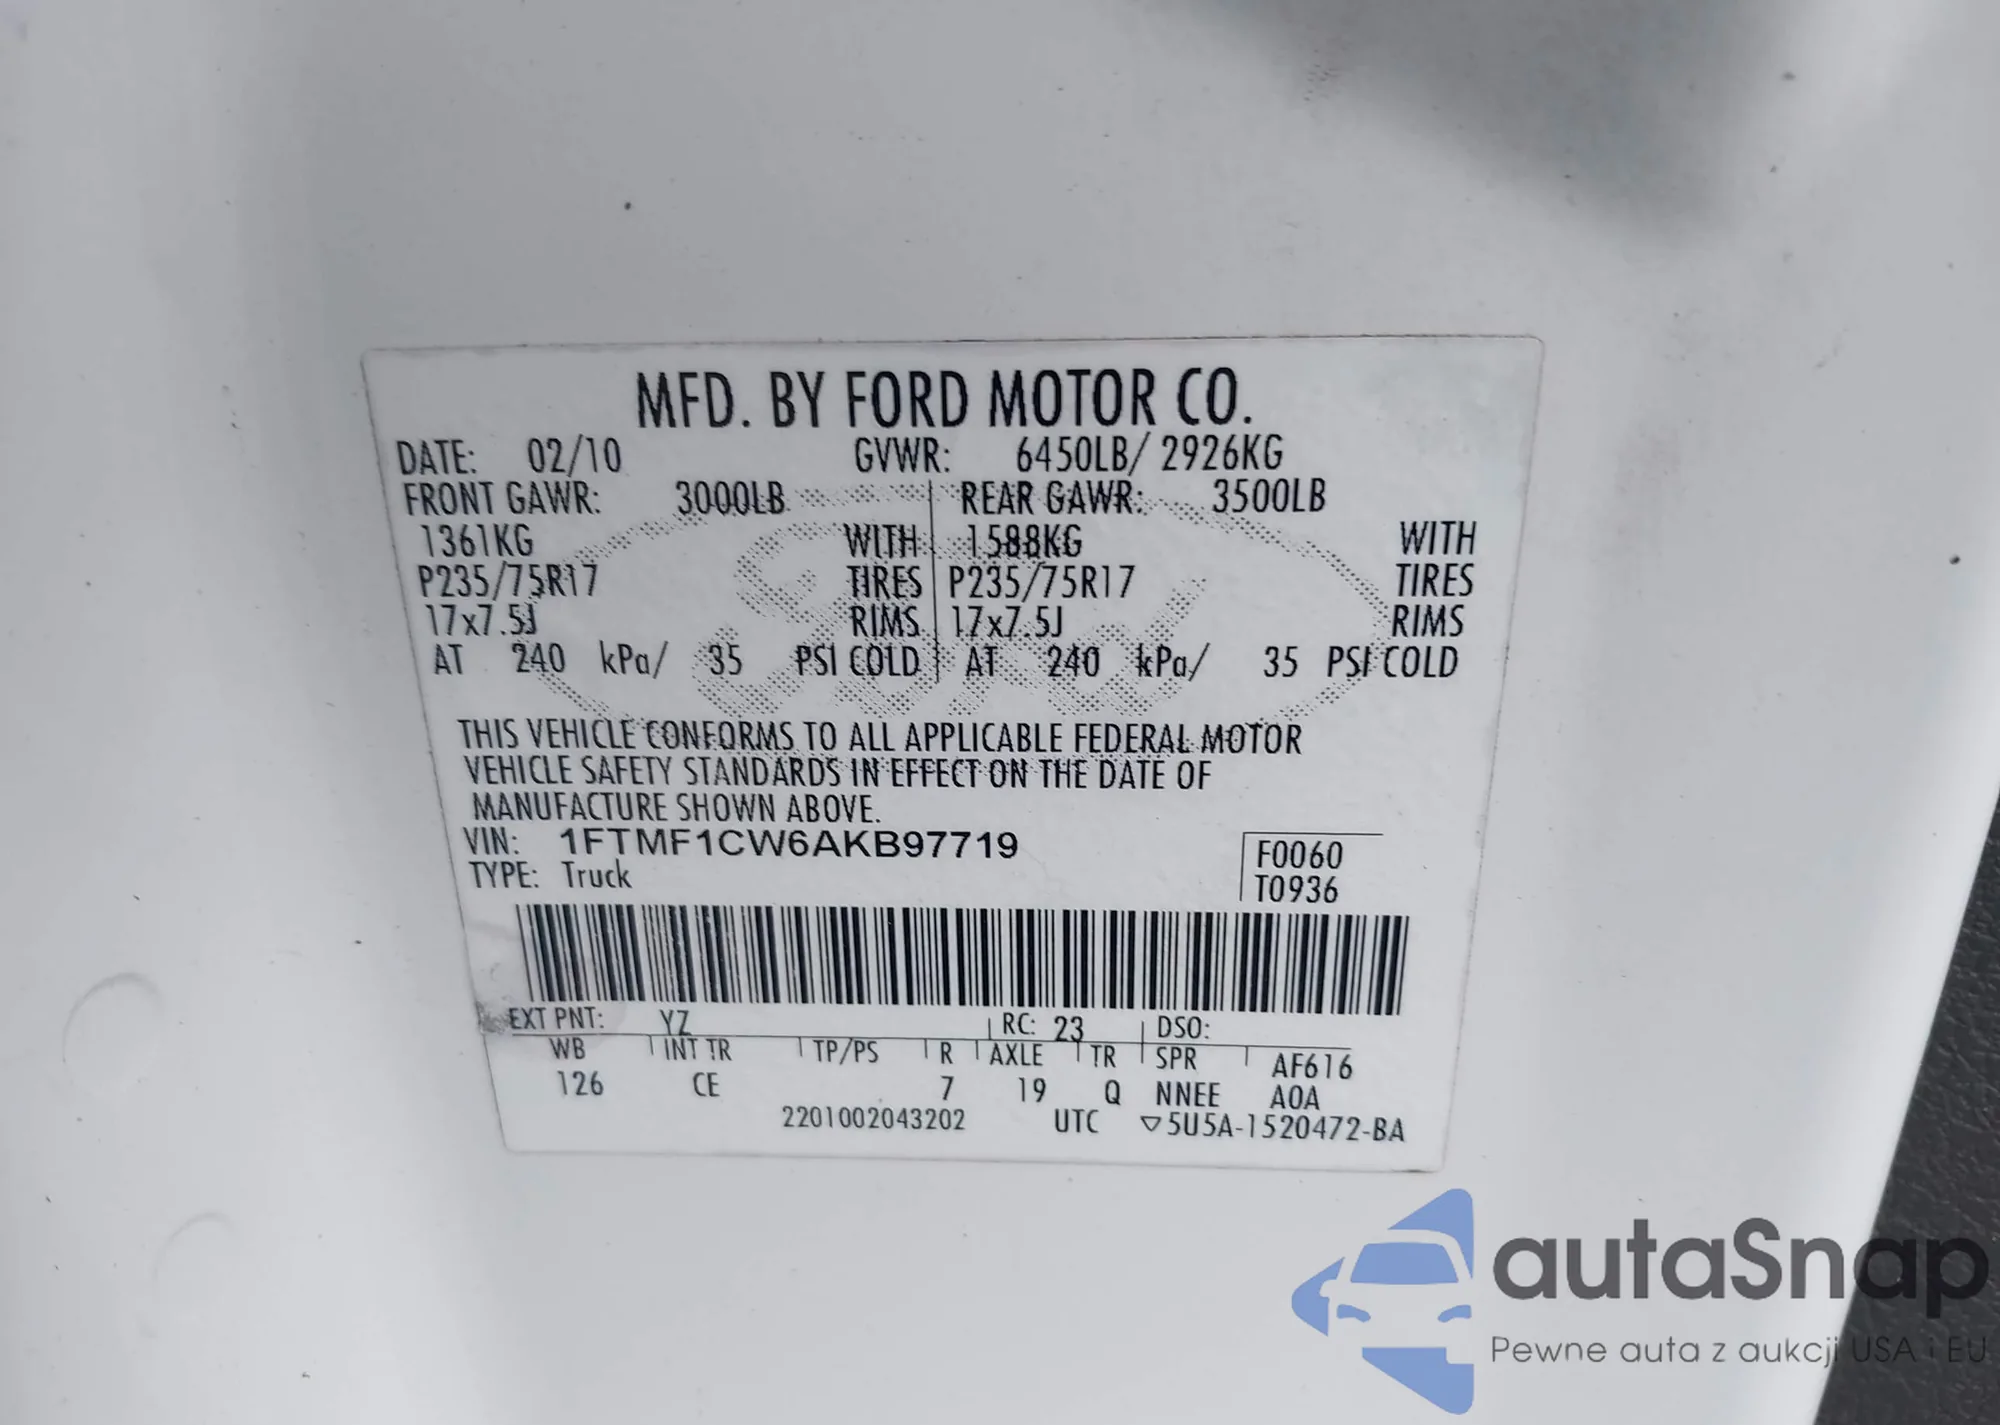 MFD. BY FORD MOTOR CO.
DATE: 02/10 GVWR: 6450LB/ 2926KG
FRONT GAWR: 3000LB REAR GAWR: 3500LB
1361KG WITH 1588KG WITH
P235/75R17 TIRES P235/75R17 TIRES
17x7.5J RIMS 17x7.5J RIMS
AT 240 kPa/ 35 PSI COLD AT 240 kPa/ 35 PSI COLD
THIS VEHICLE CONFORMS TO ALL APPLICABLE FEDERAL MOTOR
VEHICLE SAFETY STANDARDS IN EFFECT ON THE DATE OF
MANUFACTURE SHOWN ABOVE.
VIN: 1FTMF1CW6AKB97719
F0060
TYPE: Truck
T0936
EXT PNT: YZ RC: 23 DSO:
WB INT TR TP/PS R AXLE TR SPR AF616
126 CE 7 19 Q NNEE A0A
2201002043202 UTC ▽5U5A-1520472-BA
autaSnap
Pewne auta z aukcji USA i EU